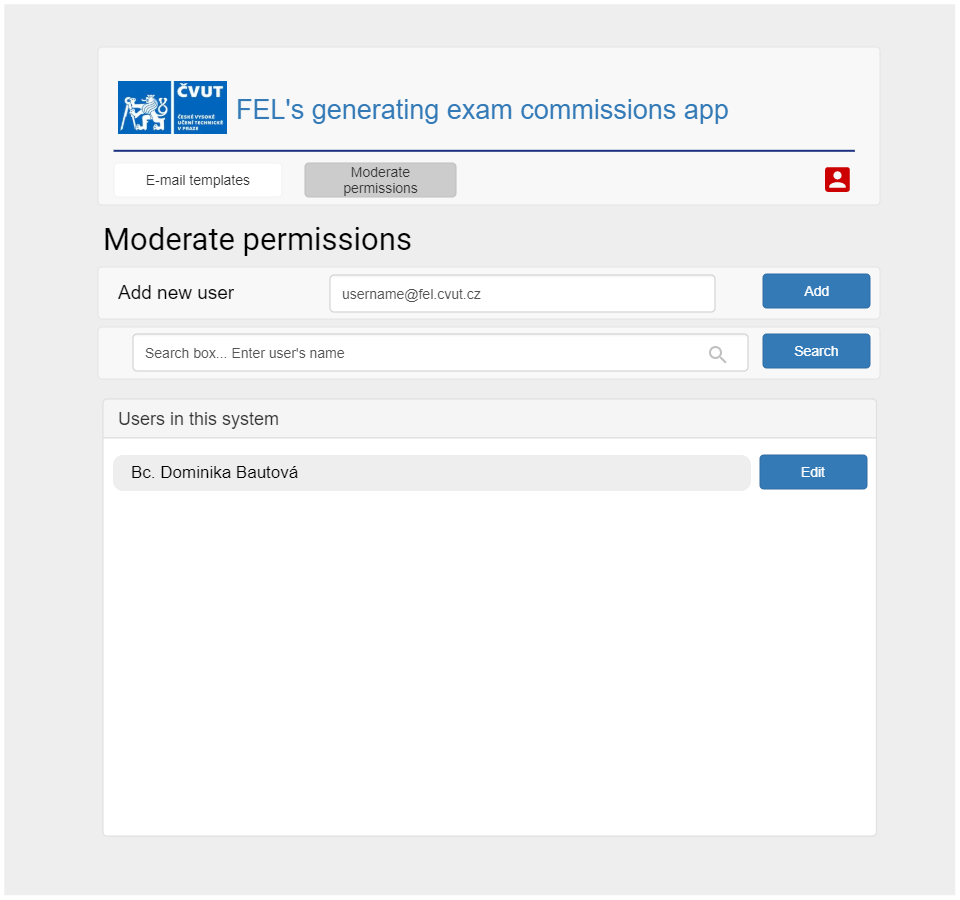 ČVUT
ČESKÉ VYSOKÉ
UČENÍ TECHNICKÉ
V PRAZE
FEL's generating exam commissions app
E-mail templates
Moderate
permissions
Moderate permissions
Add new user
username@fel.cvut.cz
Add
Search box... Enter user's name
Search
Users in this system
Bc. Dominika Bautová
Edit